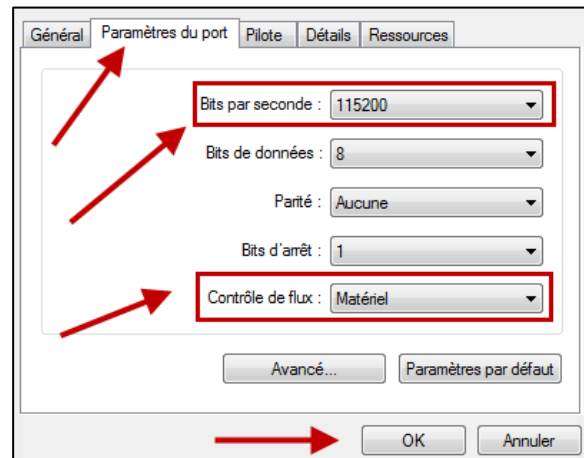 Général Paramètres du port Pilote Détails Ressources
Bits par seconde : 115200
Bits de données : 8
Parité : Aucune
Bits d'arrêt : 1
Contrôle de flux : Matériel
Avancé... Paramètres par défaut
OK Annuler